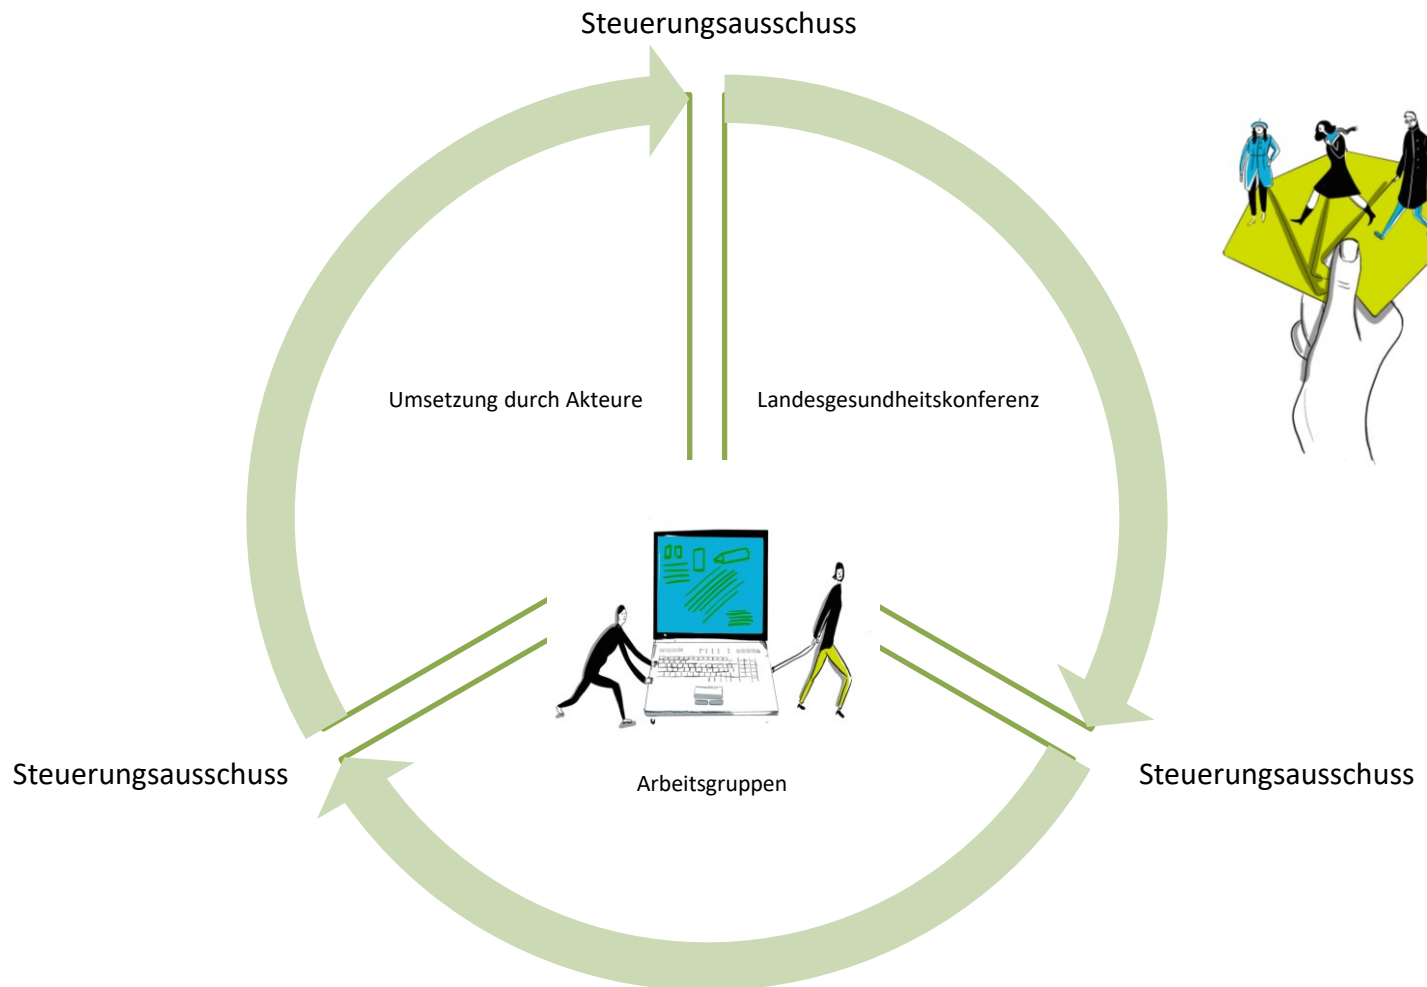 Steuerungsausschuss
Umsetzung durch Akteure
Landesgesundheitskonferenz
Steuerungsausschuss
Arbeitsgruppen
Steuerungsausschuss